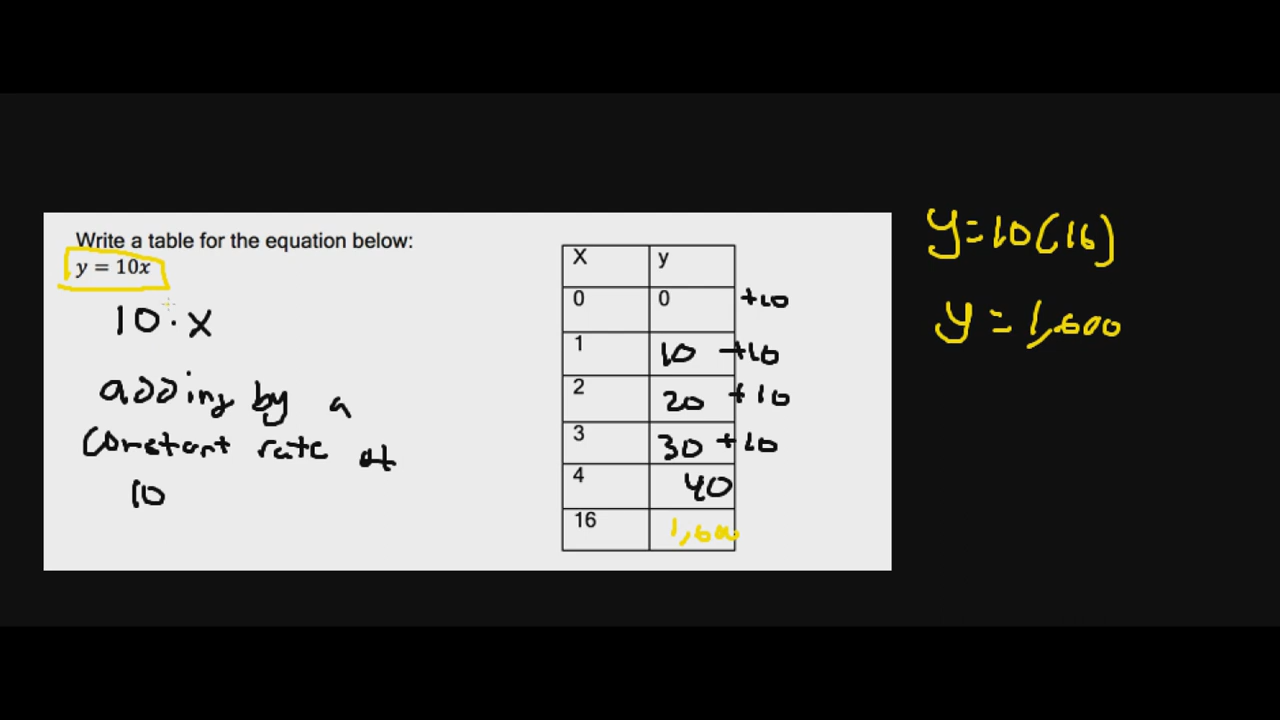 Write a table for the equation below:
y = 10x
10 · x
adding by a
constant rate of
10
x y
0 0 +10
1 10 +10
2 20 +10
3 30 +10
4 40
16 1,600
y=10(16)
y = 1,600